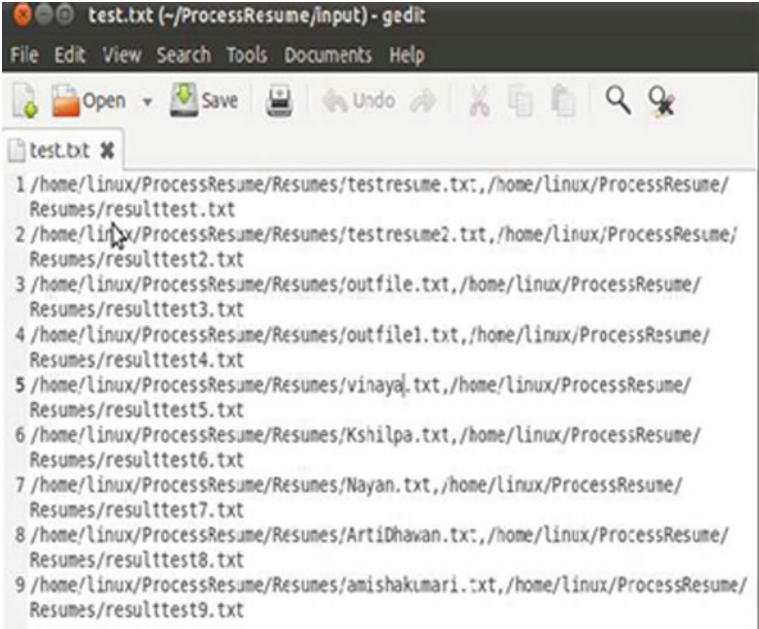 test.txt (~/ProcessResume/input) - gedit
File Edit View Search Tools Documents Help
Open Save Undo
test.txt
1 /home/linux/ProcessResume/Resumes/testresume.txt,/home/linux/ProcessResume/
Resumes/resulttest.txt
2 /home/linux/ProcessResume/Resumes/testresume2.txt,/home/linux/ProcessResume/
Resumes/resulttest2.txt
3 /home/linux/ProcessResume/Resumes/outfile.txt,/home/linux/ProcessResume/
Resumes/resulttest3.txt
4 /home/linux/ProcessResume/Resumes/outfile1.txt,/home/linux/ProcessResume/
Resumes/resulttest4.txt
5 /home/linux/ProcessResume/Resumes/vinaya.txt,/home/linux/ProcessResume/
Resumes/resulttest5.txt
6 /home/linux/ProcessResume/Resumes/Kshilpa.txt,/home/linux/ProcessResume/
Resumes/resulttest6.txt
7 /home/linux/ProcessResume/Resumes/Nayan.txt,/home/linux/ProcessResume/
Resumes/resulttest7.txt
8 /home/linux/ProcessResume/Resumes/ArtiDhawan.txt,/home/linux/ProcessResume/
Resumes/resulttest8.txt
9 /home/linux/ProcessResume/Resumes/amishakumari.txt,/home/linux/ProcessResume/
Resumes/resulttest9.txt